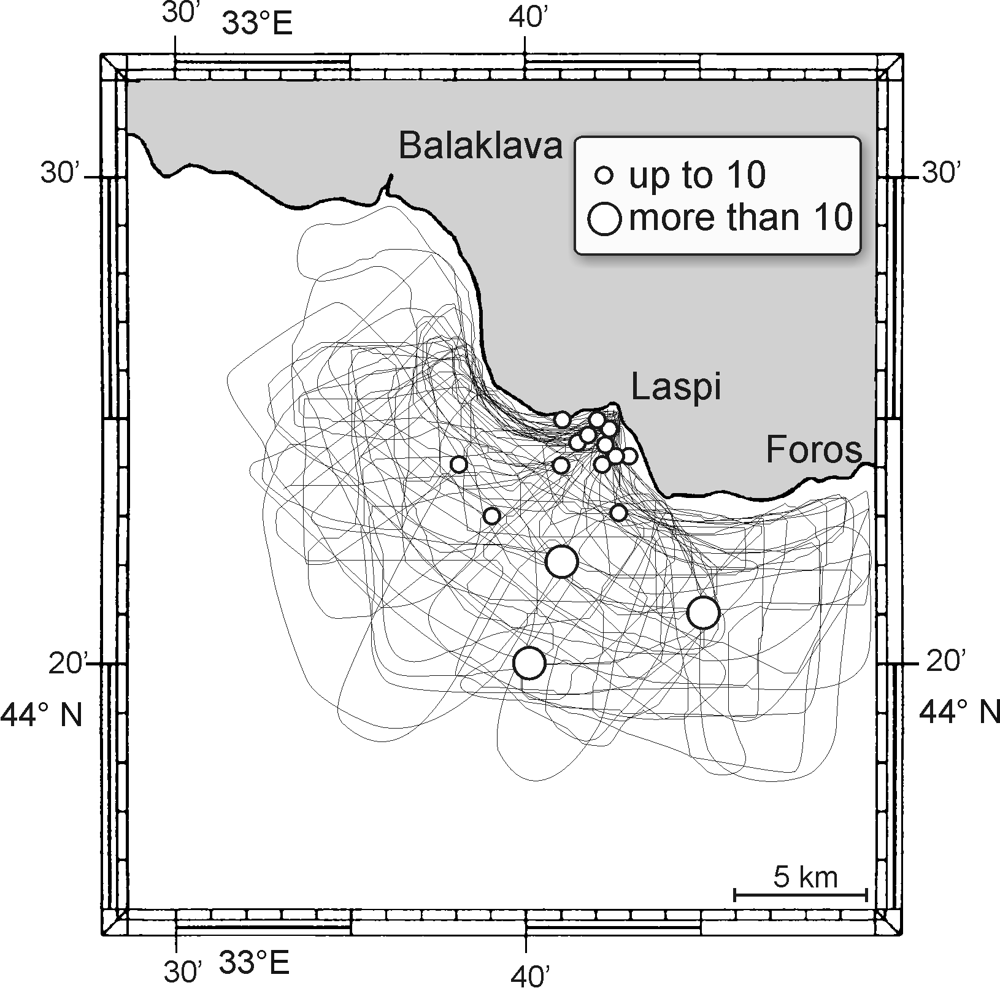 30’ 33°E 40’
Balaklava
up to 10
more than 10
30’ 30’
Laspi
Foros
20’ 20’
44° N 44° N
5 km
30’ 33°E 40’